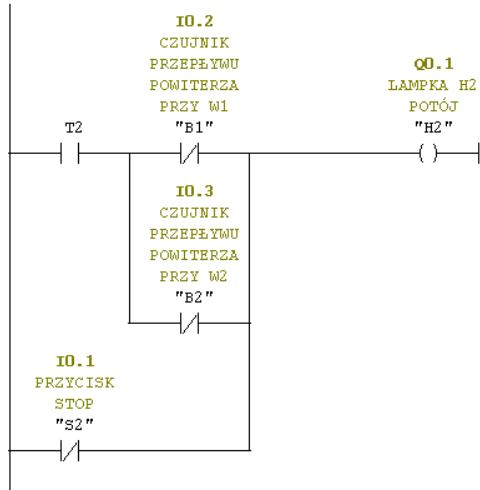 I0.2
CZUJNIK
PRZEPŁYWU
POWITERZA
PRZY W1
"B1"
Q0.1
LAMPKA H2
POTÓJ
"H2"
T2
I0.3
CZUJNIK
PRZEPŁYWU
POWITERZA
PRZY W2
"B2"
I0.1
PRZYCISK
STOP
"S2"